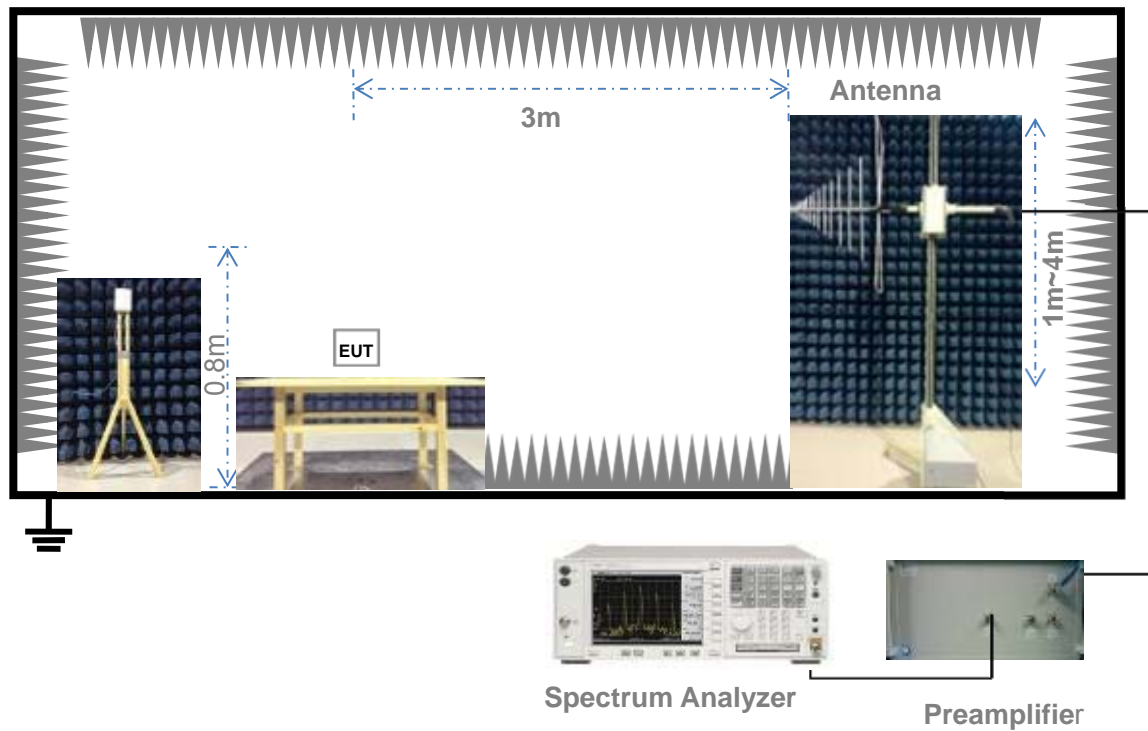 Antenna
3m
1m~4m
0.8m
EUT
Spectrum Analyzer
Preamplifier